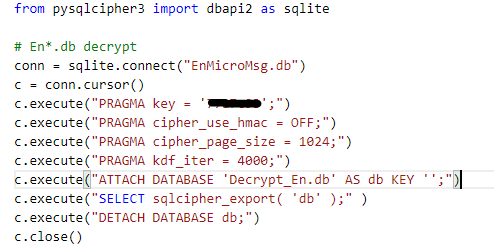 from pysqlcipher3 import dbapi2 as sqlite
# En*.db decrypt
conn = sqlite.connect("EnMicroMsg.db")
c = conn.cursor()
c.execute("PRAGMA key = '';")
c.execute("PRAGMA cipher_use_hmac = OFF;")
c.execute("PRAGMA cipher_page_size = 1024;")
c.execute("PRAGMA kdf_iter = 4000;")
c.execute("ATTACH DATABASE 'Decrypt_En.db' AS db KEY '';")
c.execute("SELECT sqlcipher_export( 'db' );" )
c.execute("DETACH DATABASE db;")
c.close()